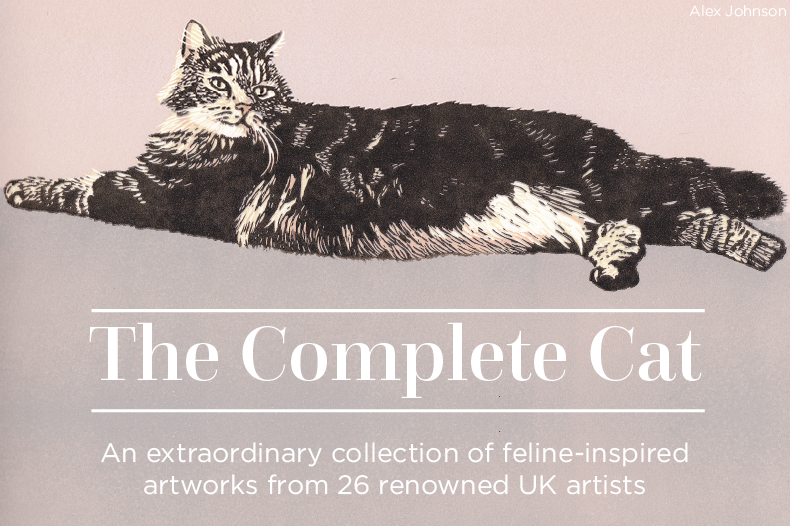 Alex Johnson
The Complete Cat
An extraordinary collection of feline-inspired
artworks from 26 renowned UK artists